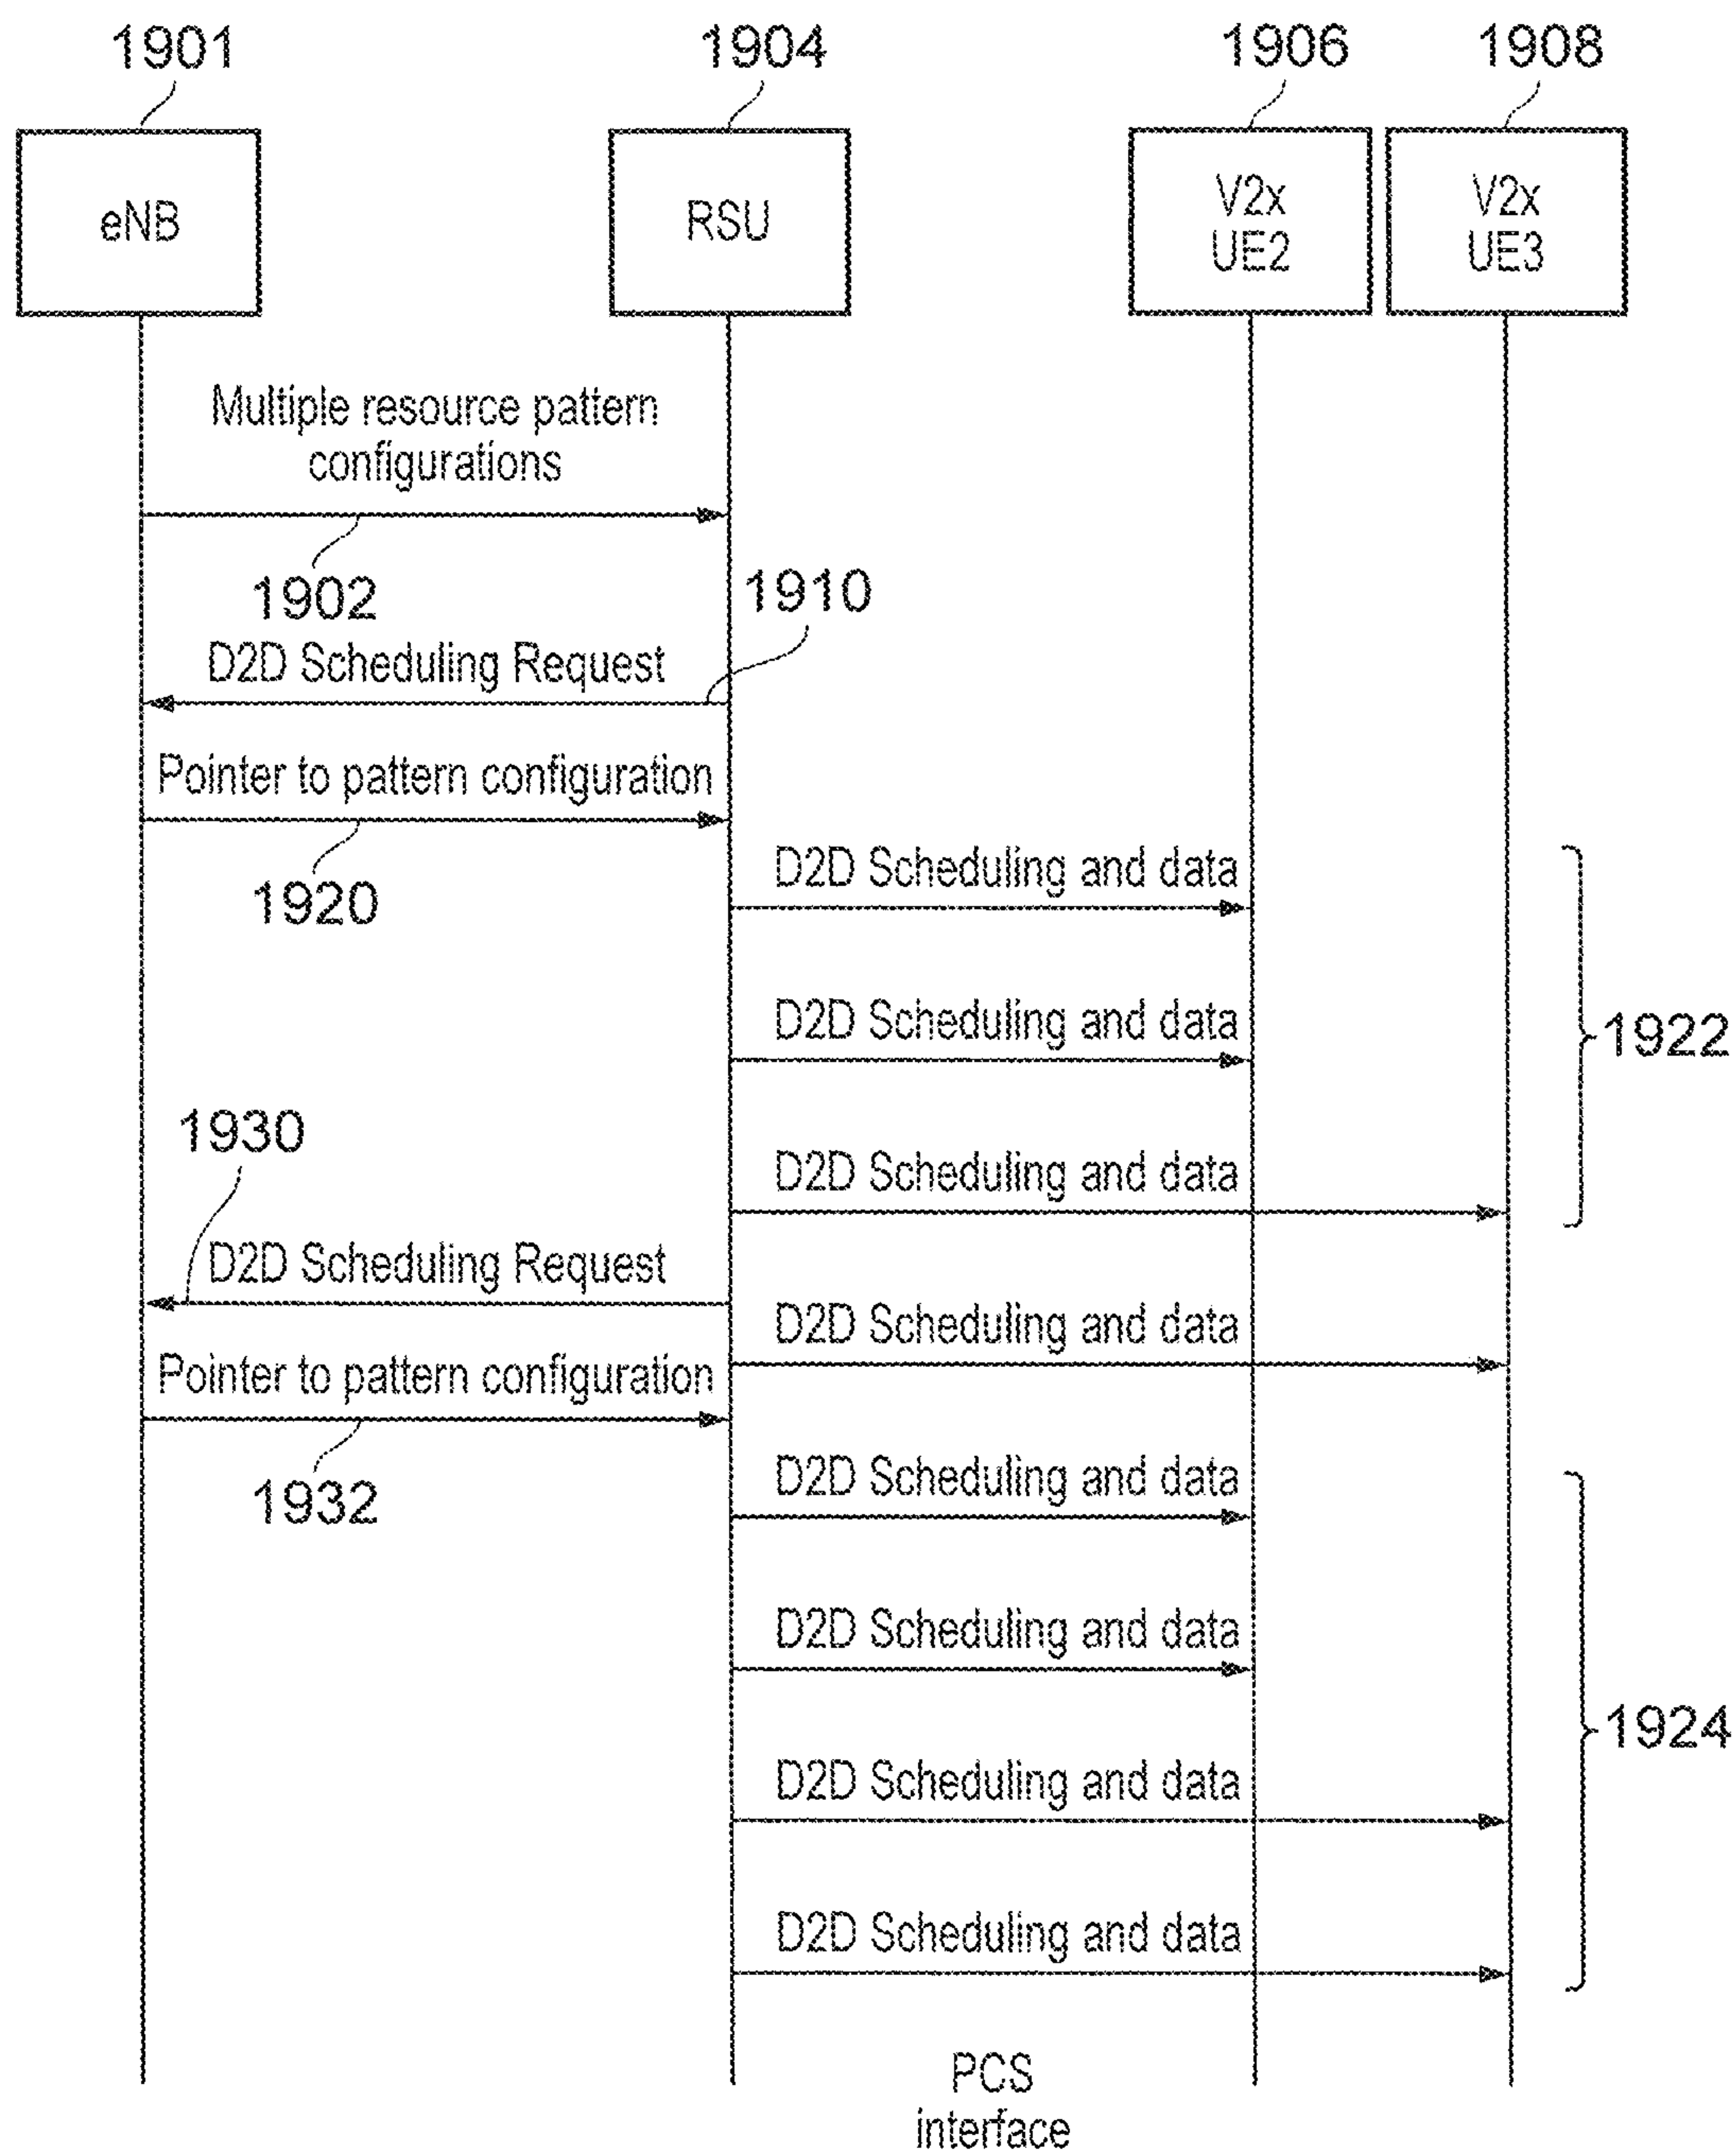 1901
1904
1906
1908
eNB
RSU
V2x
UE2
V2x
UE3
Multiple resource pattern
configurations
1902
1910
D2D Scheduling Request
Pointer to pattern configuration
1920
D2D Scheduling and data
D2D Scheduling and data
1922
1930
D2D Scheduling and data
D2D Scheduling Request
D2D Scheduling and data
Pointer to pattern configuration
1932
D2D Scheduling and data
D2D Scheduling and data
1924
D2D Scheduling and data
D2D Scheduling and data
PCS
interface